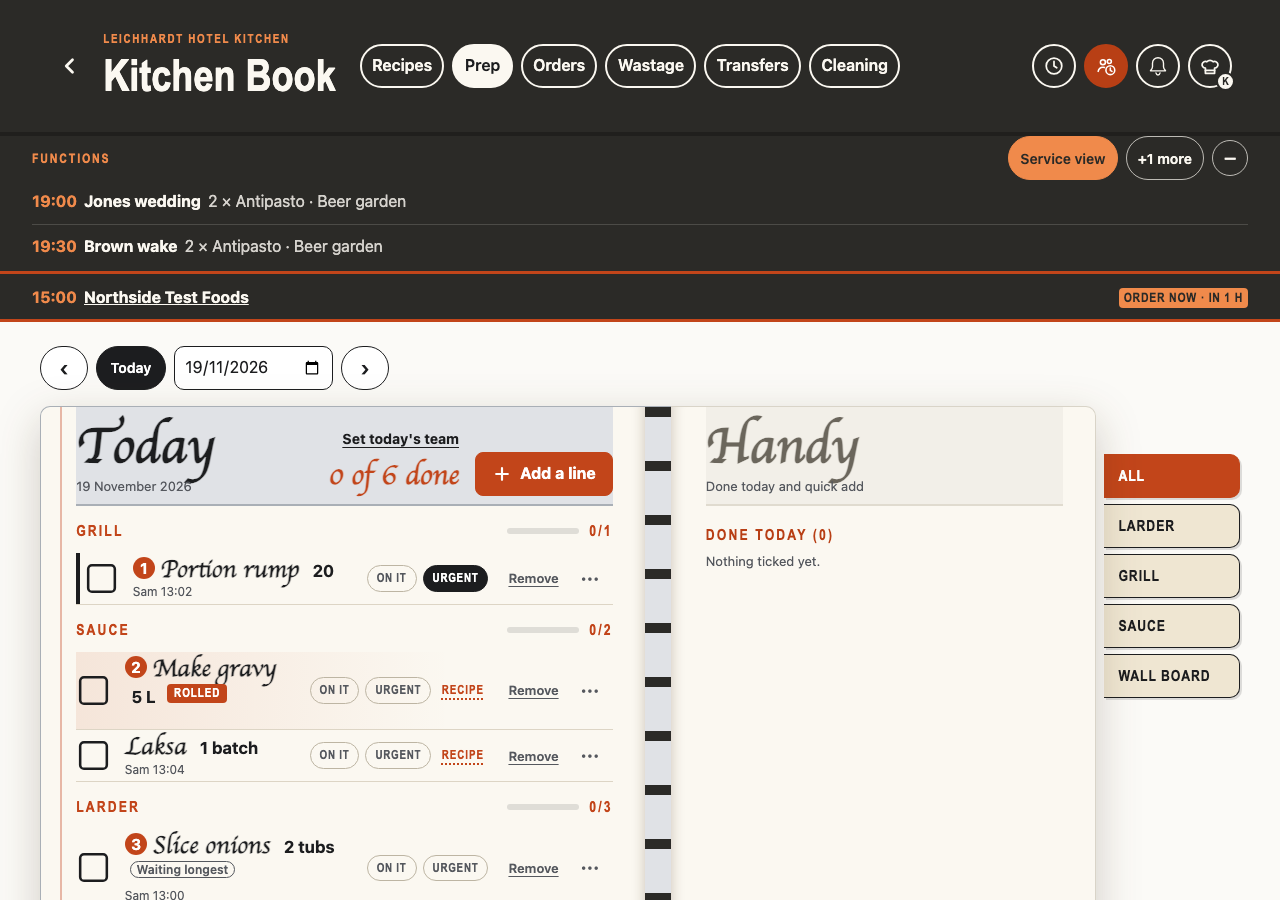 LEICHHARDT HOTEL KITCHEN
Kitchen Book
Recipes Prep Orders Wastage Transfers Cleaning
K
FUNCTIONS
Service view +1 more
19:00 Jones wedding 2 × Antipasto · Beer garden
19:30 Brown wake 2 × Antipasto · Beer garden
15:00 Northside Test Foods ORDER NOW · IN 1 H
‹ Today 19/11/2026 ›
Today
Set today's team
0 of 6 done
+ Add a line
19 November 2026
GRILL 0/1
1 Portion rump 20 ON IT URGENT Remove ···
Sam 13:02
SAUCE 0/2
2 Make gravy
5 L ROLLED ON IT URGENT RECIPE Remove ···
Laksa 1 batch ON IT URGENT RECIPE Remove ···
Sam 13:04
LARDER 0/3
3 Slice onions 2 tubs
Waiting longest ON IT URGENT Remove ···
Sam 13:00
Handy
Done today and quick add
DONE TODAY (0)
Nothing ticked yet.
ALL
LARDER
GRILL
SAUCE
WALL BOARD